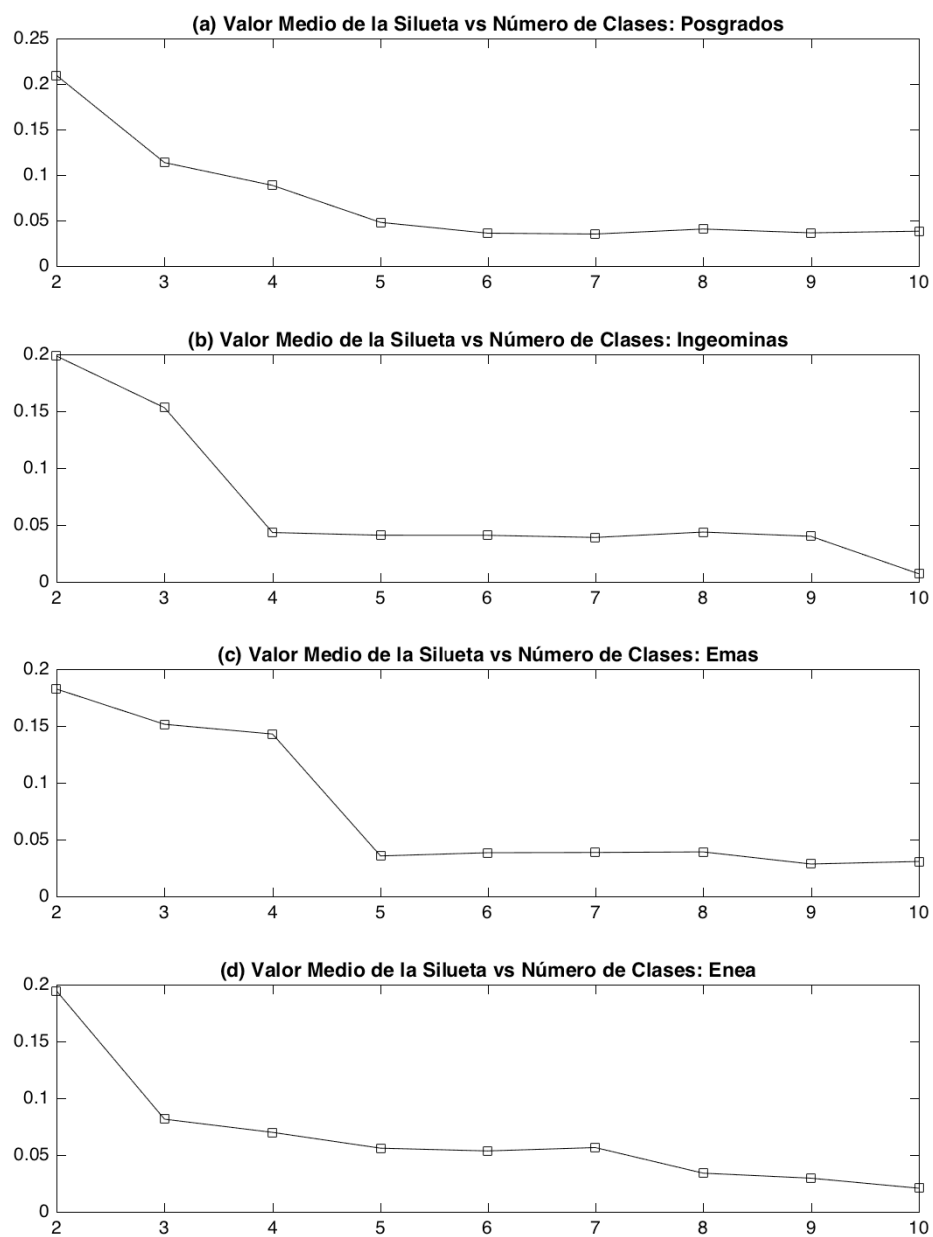 (a) Valor Medio de la Silueta vs Número de Clases: Posgrados
0.25
0.2
0.15
0.1
0.05
0
2 3 4 5 6 7 8 9 10
(b) Valor Medio de la Silueta vs Número de Clases: Ingeominas
0.2
0.15
0.1
0.05
0
2 3 4 5 6 7 8 9 10
(c) Valor Medio de la Silueta vs Número de Clases: Emas
0.2
0.15
0.1
0.05
0
2 3 4 5 6 7 8 9 10
(d) Valor Medio de la Silueta vs Número de Clases: Enea
0.2
0.15
0.1
0.05
0
2 3 4 5 6 7 8 9 10